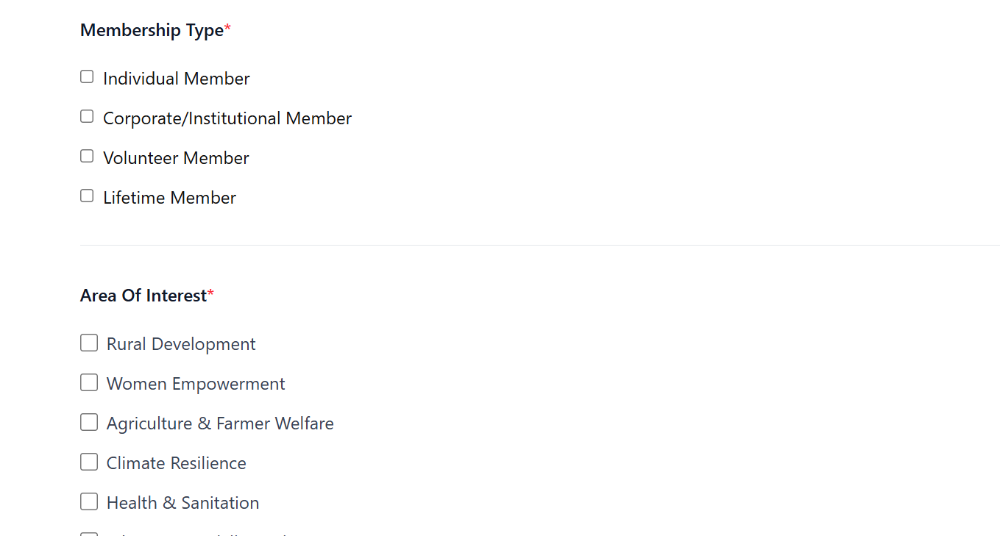 Membership Type*
Individual Member
Corporate/Institutional Member
Volunteer Member
Lifetime Member
Area Of Interest*
Rural Development
Women Empowerment
Agriculture & Farmer Welfare
Climate Resilience
Health & Sanitation